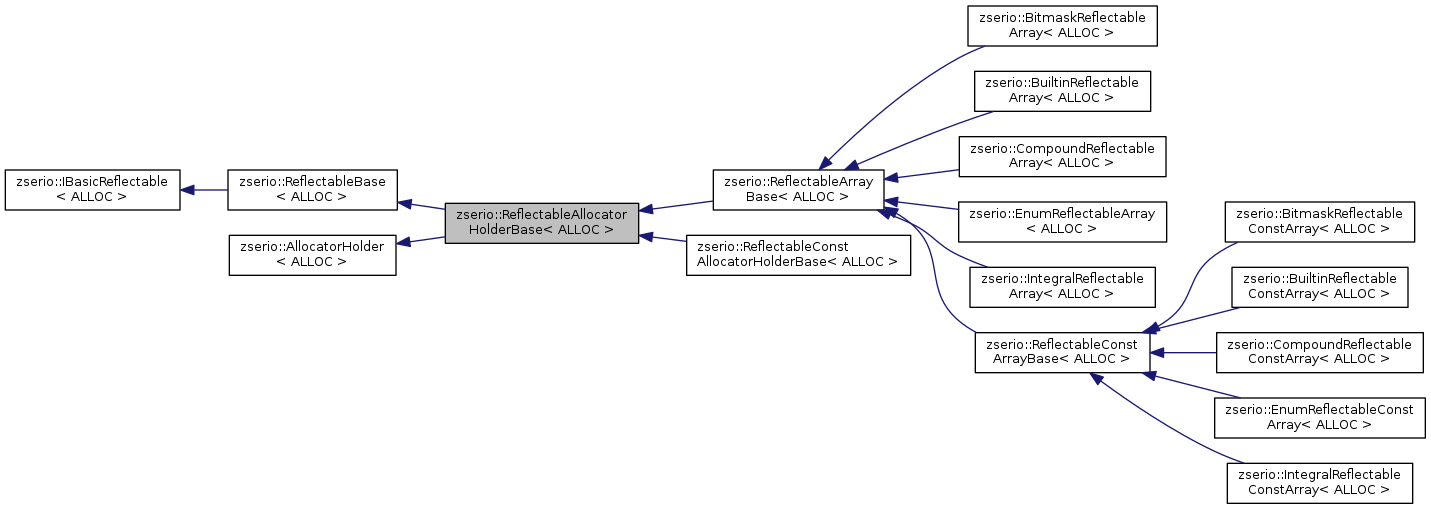 zserio::IBasicReflectable
< ALLOC >
zserio::ReflectableBase
< ALLOC >
zserio::AllocatorHolder
< ALLOC >
zserio::ReflectableAllocator
HolderBase< ALLOC >
zserio::ReflectableArray
Base< ALLOC >
zserio::ReflectableConst
AllocatorHolderBase< ALLOC >
zserio::BitmaskReflectable
Array< ALLOC >
zserio::BuiltinReflectable
Array< ALLOC >
zserio::CompoundReflectable
Array< ALLOC >
zserio::EnumReflectableArray
< ALLOC >
zserio::IntegralReflectable
Array< ALLOC >
zserio::ReflectableConst
ArrayBase< ALLOC >
zserio::BitmaskReflectable
ConstArray< ALLOC >
zserio::BuiltinReflectable
ConstArray< ALLOC >
zserio::CompoundReflectable
ConstArray< ALLOC >
zserio::EnumReflectableConst
Array< ALLOC >
zserio::IntegralReflectable
ConstArray< ALLOC >